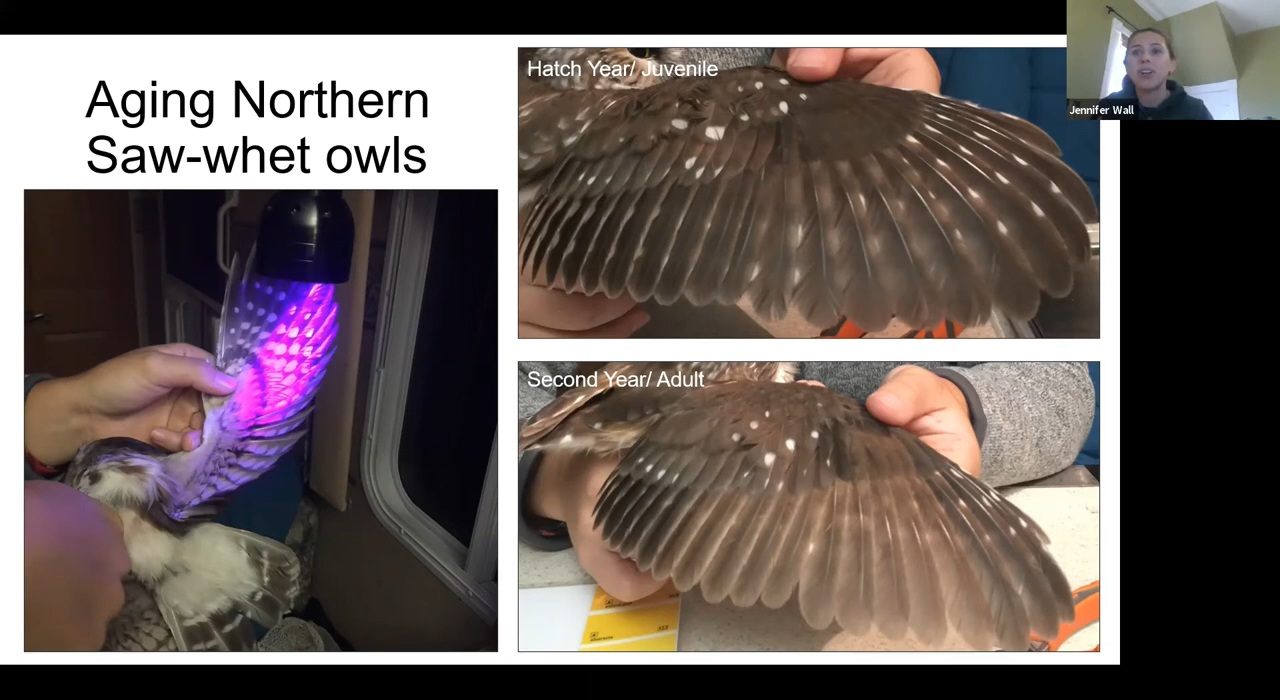 Aging Northern
Saw-whet owls
Hatch Year/ Juvenile
Second Year/ Adult
Jennifer Wall